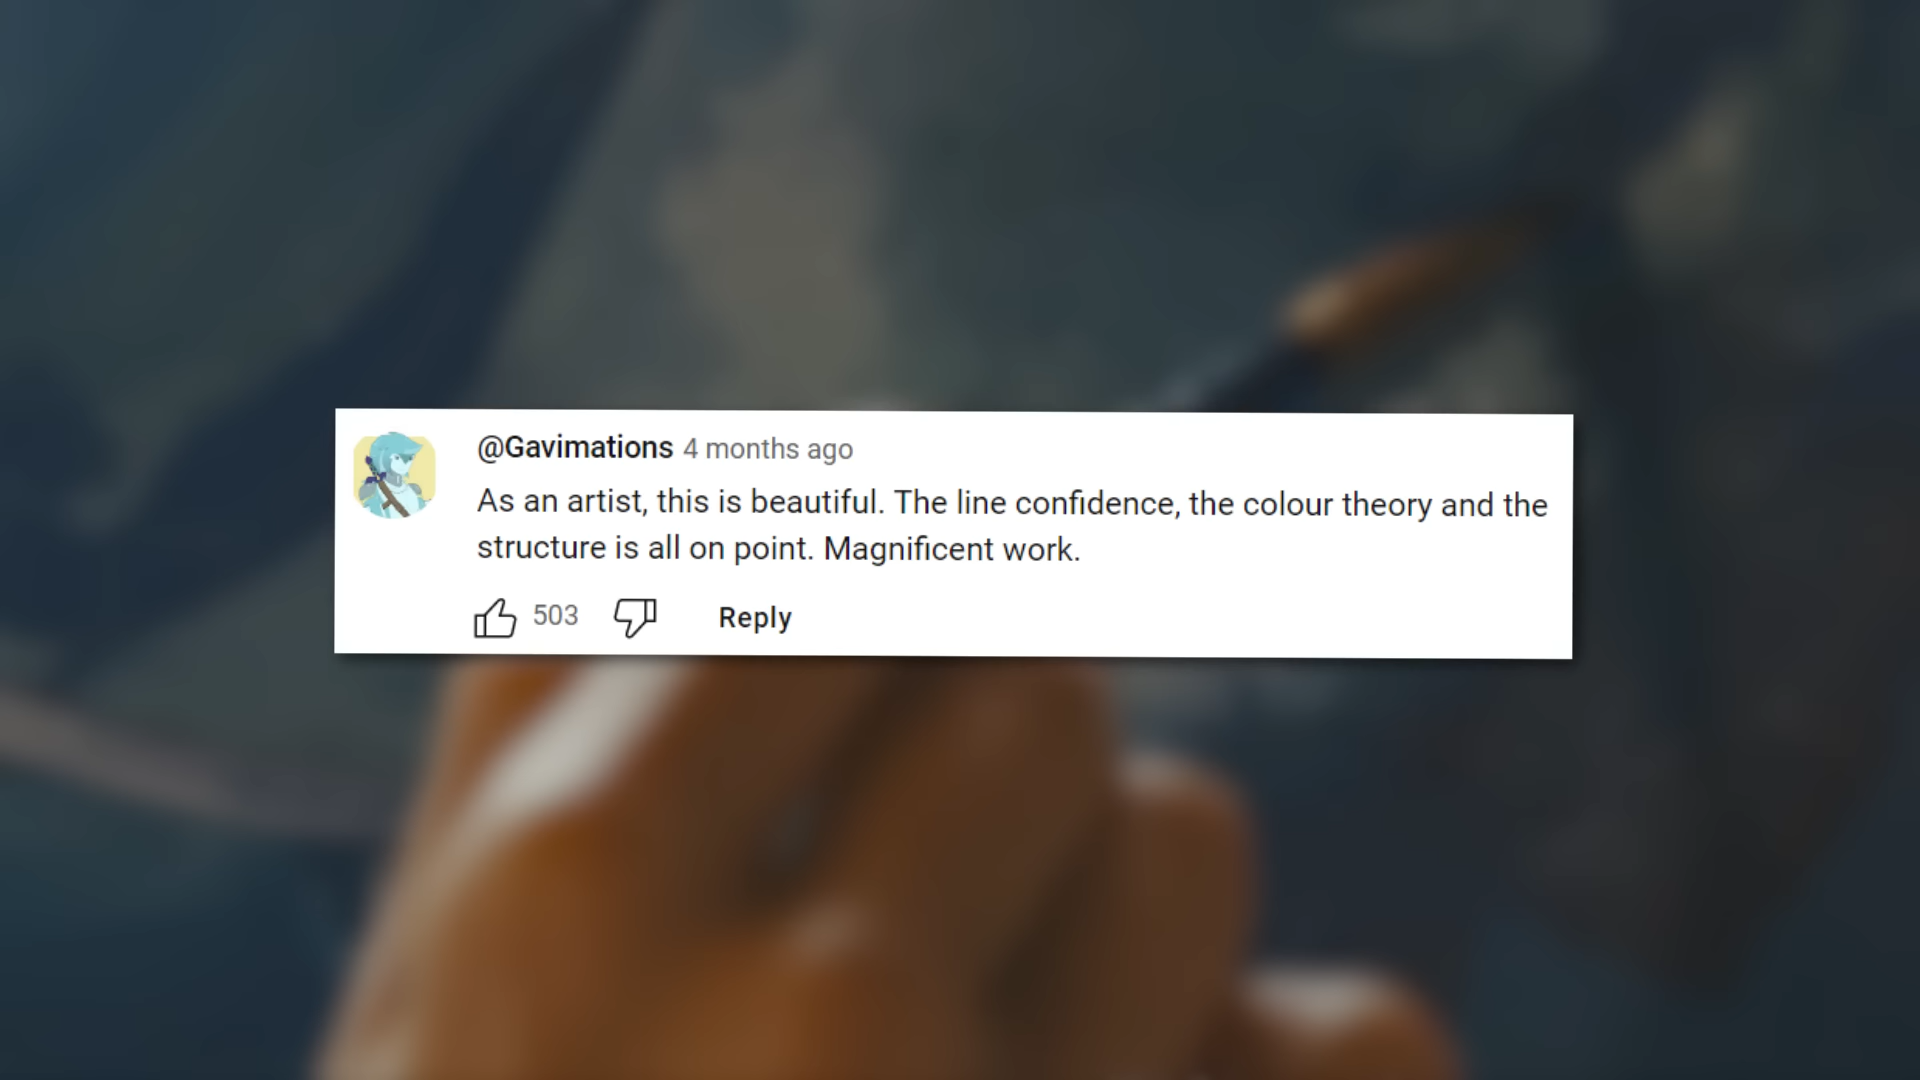 @Gavimations 4 months ago
As an artist, this is beautiful. The line confidence, the colour theory and the
structure is all on point. Magnificent work.
503 Reply